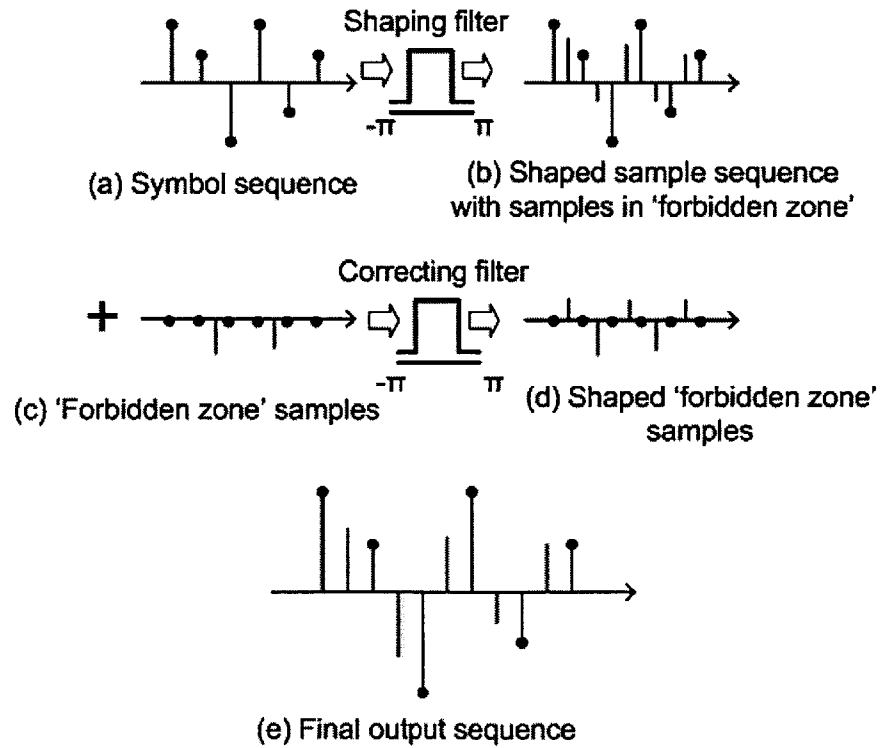 Shaping filter
-π π
(a) Symbol sequence
(b) Shaped sample sequence
with samples in 'forbidden zone'
+
Correcting filter
-π π
(c) 'Forbidden zone' samples
(d) Shaped 'forbidden zone'
samples
(e) Final output sequence